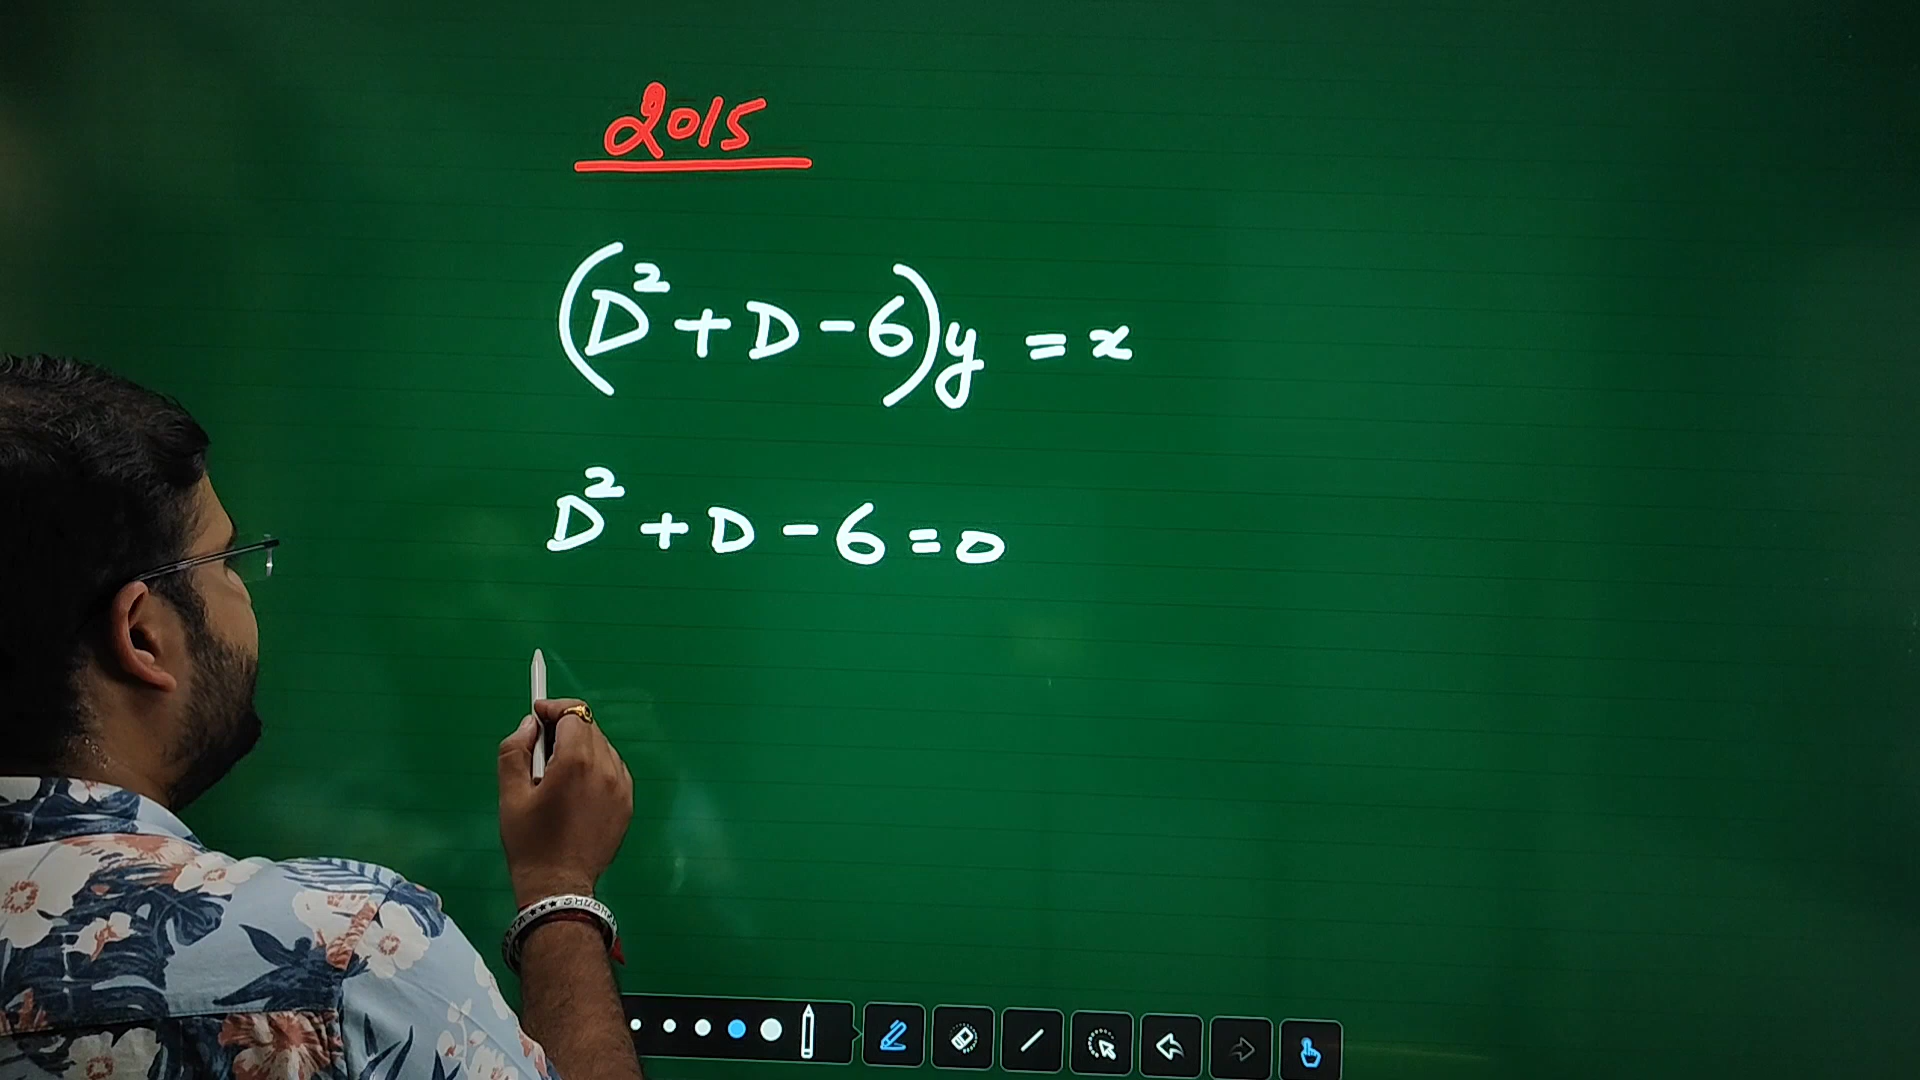 2015
(D² + D - 6)y = x
D² + D - 6 = 0